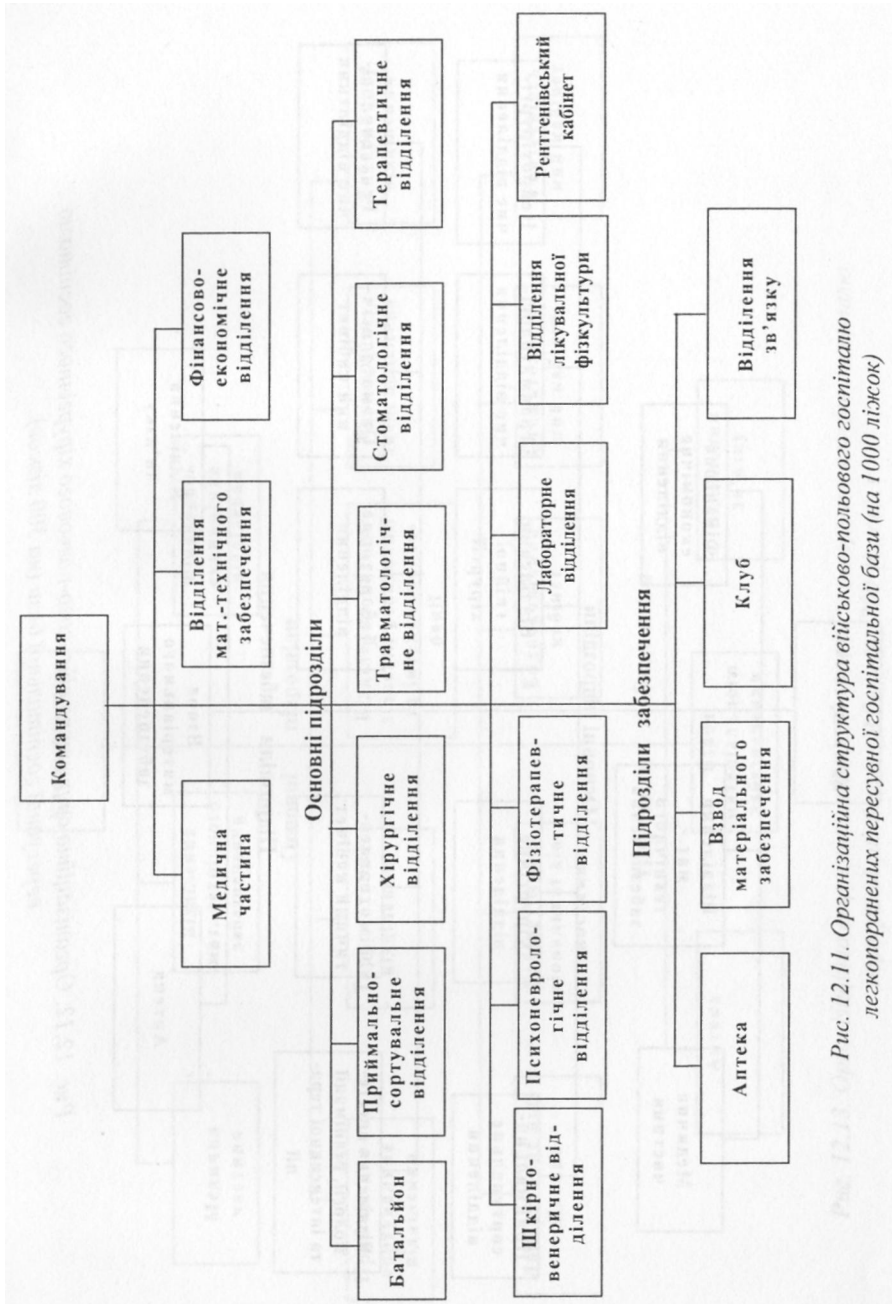 Командування
Медична
частина
Відділення
мат.-технічного
забезпечення
Фінансово-
економічне
відділення
Основні підрозділи
Батальйон
Приймально-
сортувальне
відділення
Хірургічне
відділення
Травматологіч-
не відділення
Стоматологічне
відділення
Терапевтичне
відділення
Шкірно-
венеричне від-
ділення
Психоневроло-
гічне
відділення
Фізіотерапев-
тичне
відділення
Лабораторне
відділення
Відділення
лікувальної
фізкультури
Рентгенівський
кабінет
Підрозділи забезпечення
Аптека
Взвод
матеріального
забезпечення
Клуб
Відділення
зв’язку
Рис. 12.11. Організаційна структура військово-польового госпіталю
легкопоранених пересувної госпітальної бази (на 1000 ліжок)